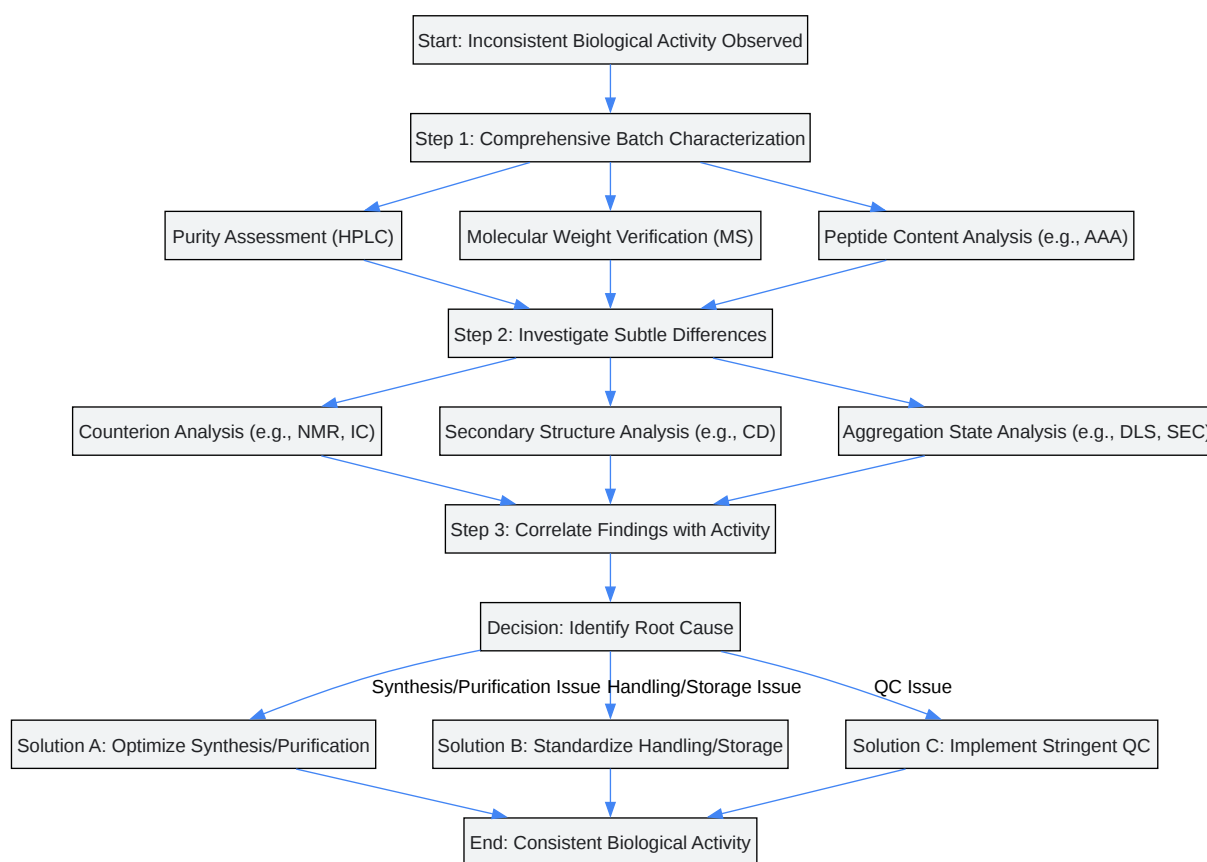 Start: Inconsistent Biological Activity Observed
Step 1: Comprehensive Batch Characterization
Purity Assessment (HPLC)
Molecular Weight Verification (MS)
Peptide Content Analysis (e.g., AAA)
Step 2: Investigate Subtle Differences
Counterion Analysis (e.g., NMR, IC)
Secondary Structure Analysis (e.g., CD)
Aggregation State Analysis (e.g., DLS, SEC)
Step 3: Correlate Findings with Activity
Decision: Identify Root Cause
Synthesis/Purification Issue
Handling/Storage Issue
QC Issue
Solution A: Optimize Synthesis/Purification
Solution B: Standardize Handling/Storage
Solution C: Implement Stringent QC
End: Consistent Biological Activity